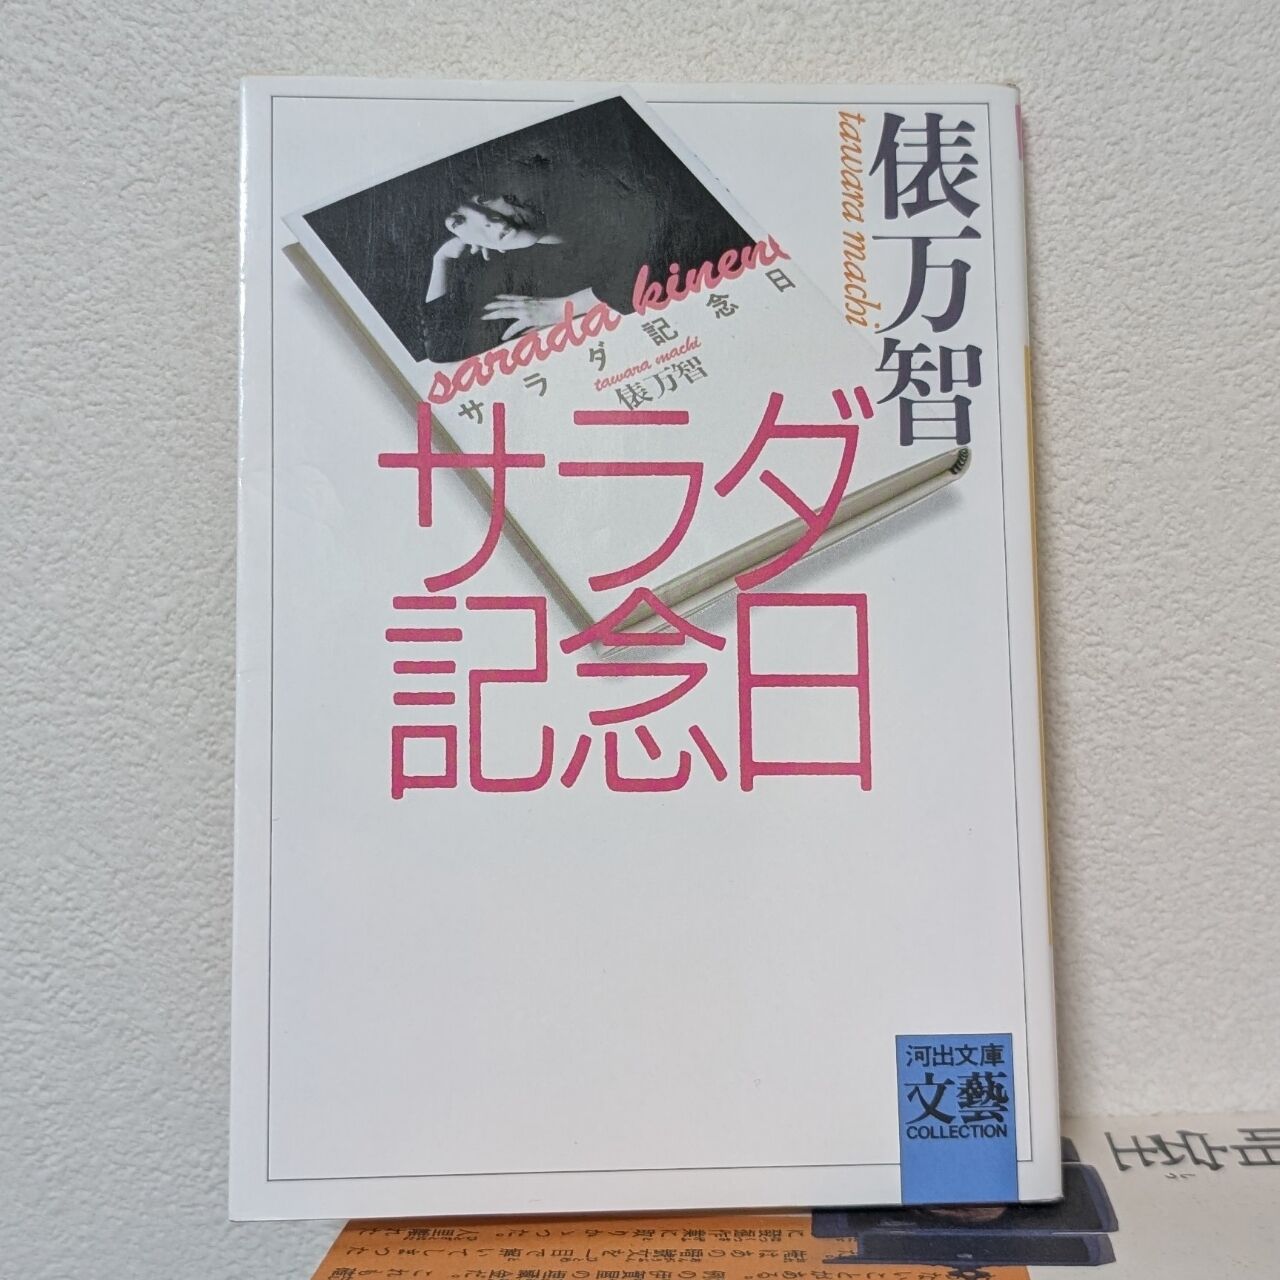 俵万智
tawara machi
sarada kinen
サラダ記念日
tawara machi
俵万智
サラダ
記念日
河出文庫
文藝
COLLECTION